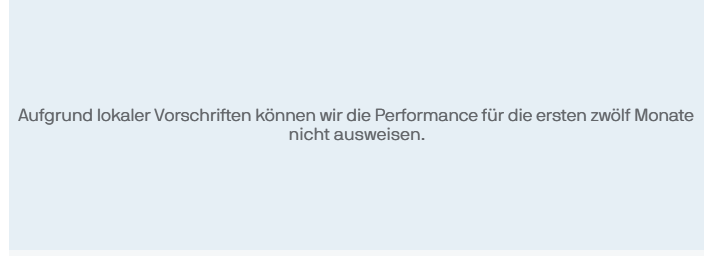 Aufgrund lokaler Vorschriften können wir die Performance für die ersten zwölf Monate
nicht ausweisen.